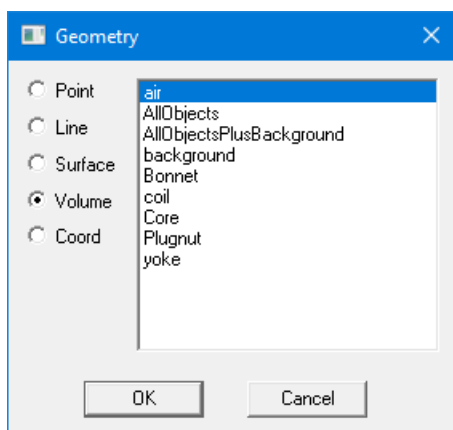 Geometry
Point
Line
Surface
Volume
Coord
air
AllObjects
AllObjectsPlusBackground
background
Bonnet
coil
Core
Plugnut
yoke
OK
Cancel